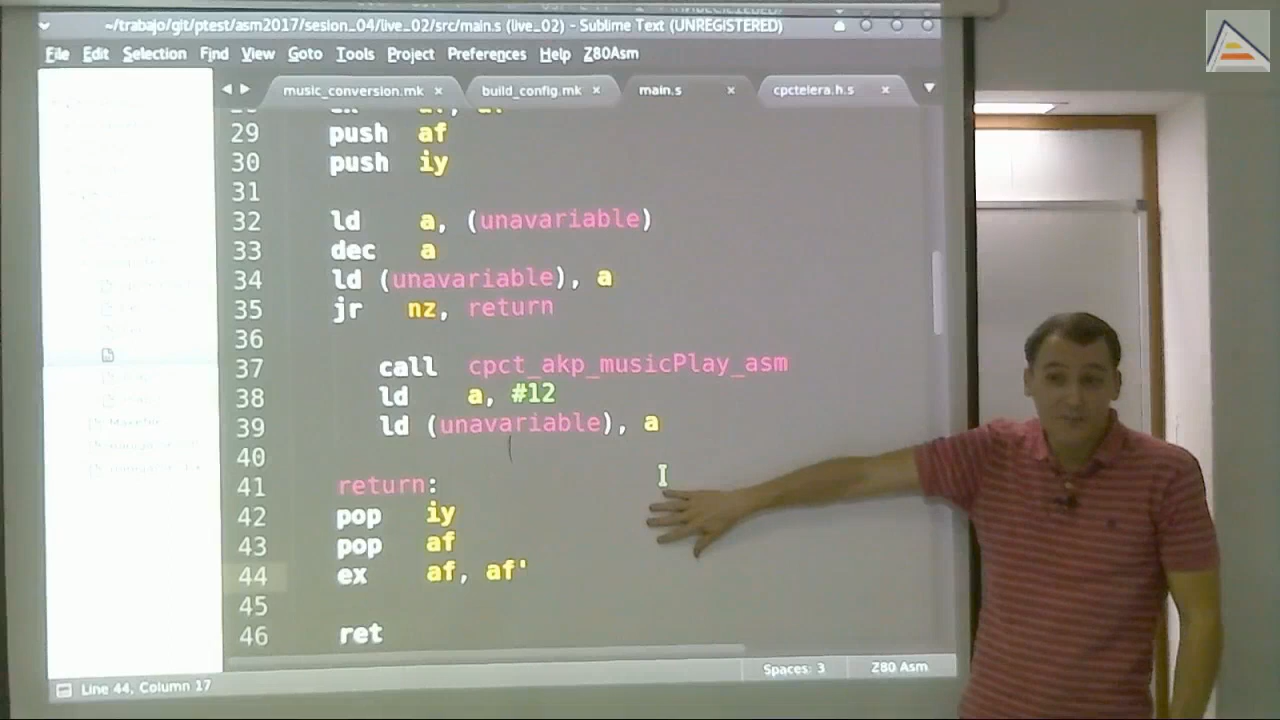 ~/trabajo/git/ptest/asm2017/sesion_04/live_02/src/main.s (live_02) - Sublime Text (UNREGISTERED)
File Edit Selection Find View Goto Tools Project Preferences Help Z80Asm
music_conversion.mk × build_config.mk × main.s × cpctelera.h.s ×
29 push af
30 push iy
31
32 ld a, (unavariable)
33 dec a
34 ld (unavariable), a
35 jr nz, return
36
37 call cpct_akp_musicPlay_asm
38 ld a, #12
39 ld (unavariable), a
40
41 return:
42 pop iy
43 pop af
44 ex af, af'
45
46 ret
Line 44, Column 17 Spaces: 3 Z80 Asm